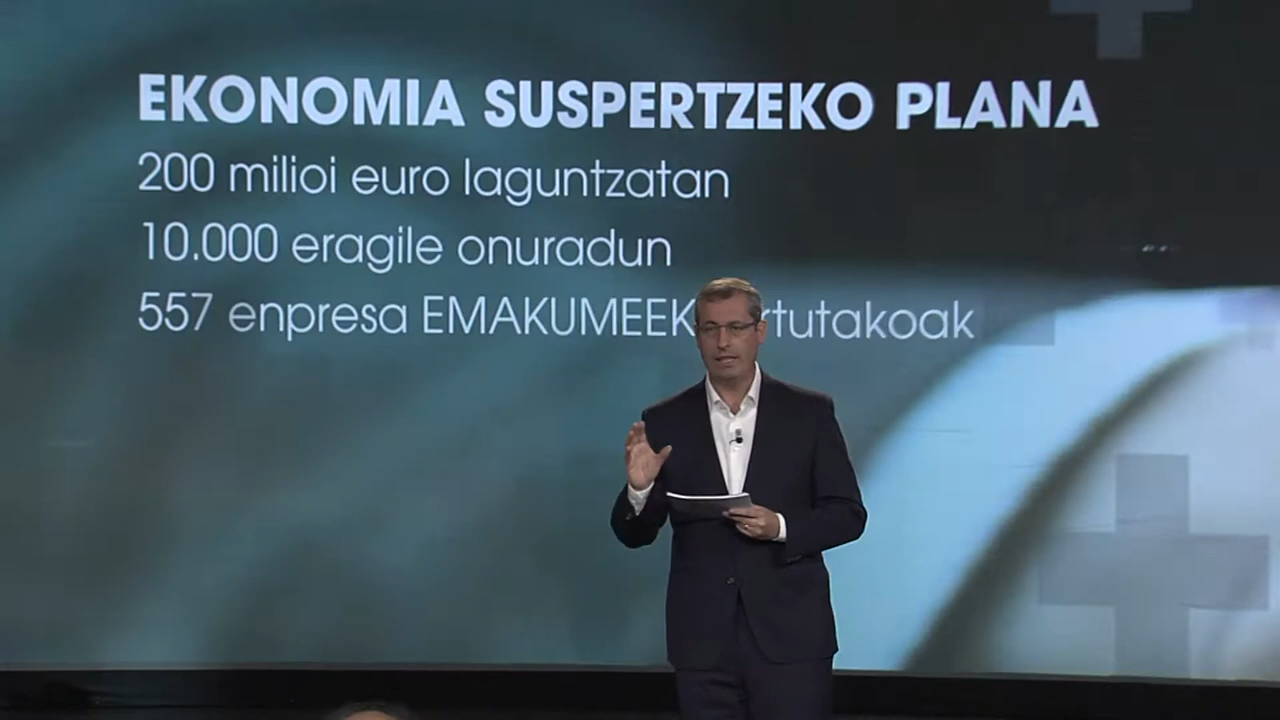 EKONOMIA SUSPERTZEKO PLANA
200 milioi euro laguntzatan
10.000 eragile onuradun
557 enpresa EMAKUMEEK